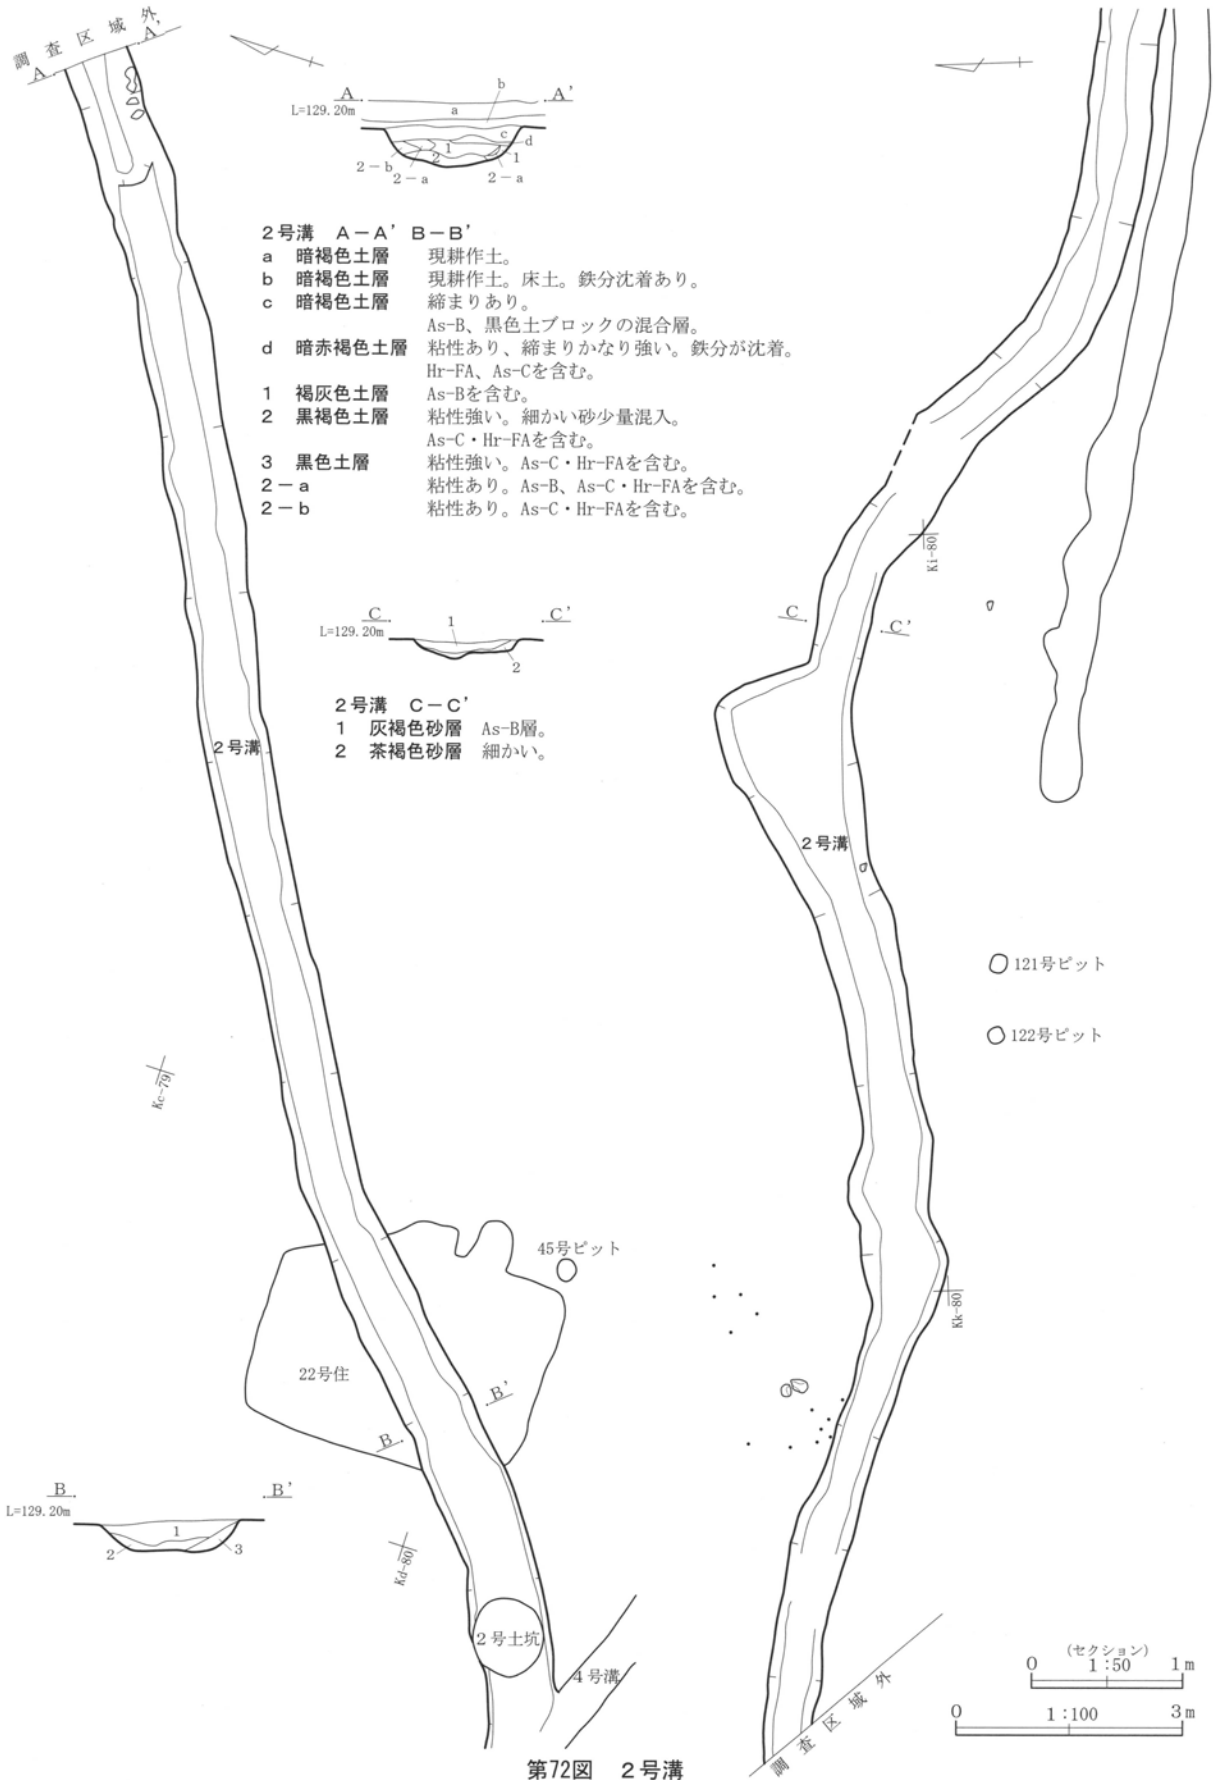 調査区域外
A
A'
A
A'
L=129.20m
a
b
c
d
1
2
1
2-b
2-a
2-a
2号溝　A-A' B-B'
a　暗褐色土層　現耕作土。
b　暗褐色土層　現耕作土。床土。鉄分沈着あり。
c　暗褐色土層　締まりあり。
As-B、黒色土ブロックの混合層。
d　暗赤褐色土層　粘性あり、締まりかなり強い。鉄分が沈着。
Hr-FA、As-Cを含む。
1　褐灰色土層　As-Bを含む。
2　黒褐色土層　粘性強い。細かい砂少量混入。
As-C・Hr-FAを含む。
3　黒色土層　粘性強い。As-C・Hr-FAを含む。
2-a　粘性あり。As-B、As-C・Hr-FAを含む。
2-b　粘性あり。As-C・Hr-FAを含む。
C
C'
L=129.20m
1
2
2号溝　C-C'
1　灰褐色砂層　As-B層。
2　茶褐色砂層　細かい。
2号溝
Kc-79
45号ピット
22号住
B'
B
B
B'
L=129.20m
1
2
3
Kd-80
2号土坑
4号溝
Ki-80
C
C'
2号溝
121号ピット
122号ピット
Kk-80
調査区域外
(セクション)
0　1:50　1m
0　1:100　3m
第72図　2号溝